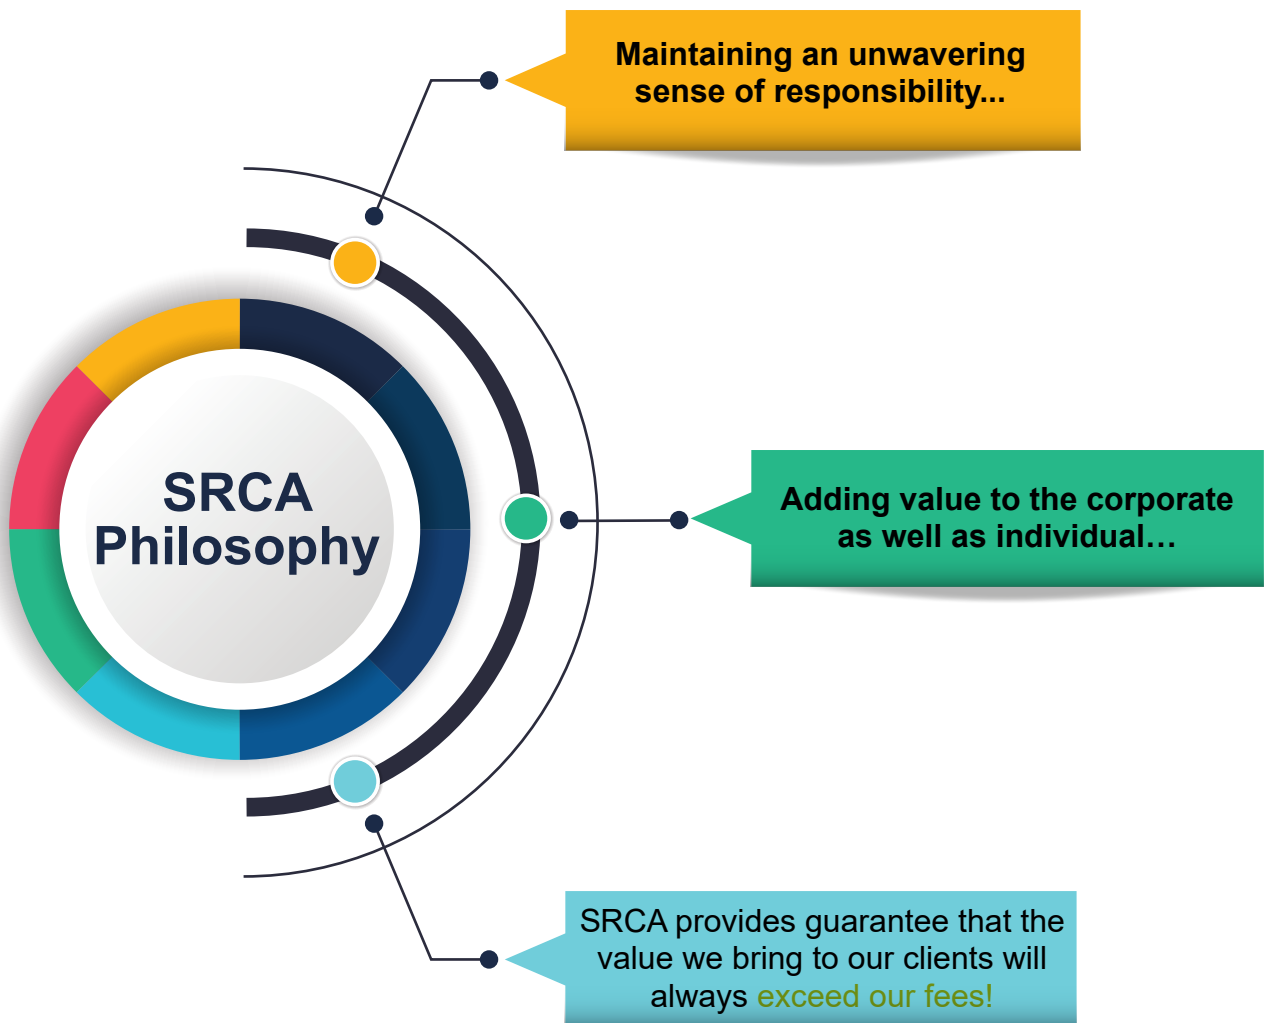 Maintaining an unwavering
sense of responsibility...
SRCA
Philosophy
Adding value to the corporate
as well as individual…
SRCA provides guarantee that the
value we bring to our clients will
always exceed our fees!